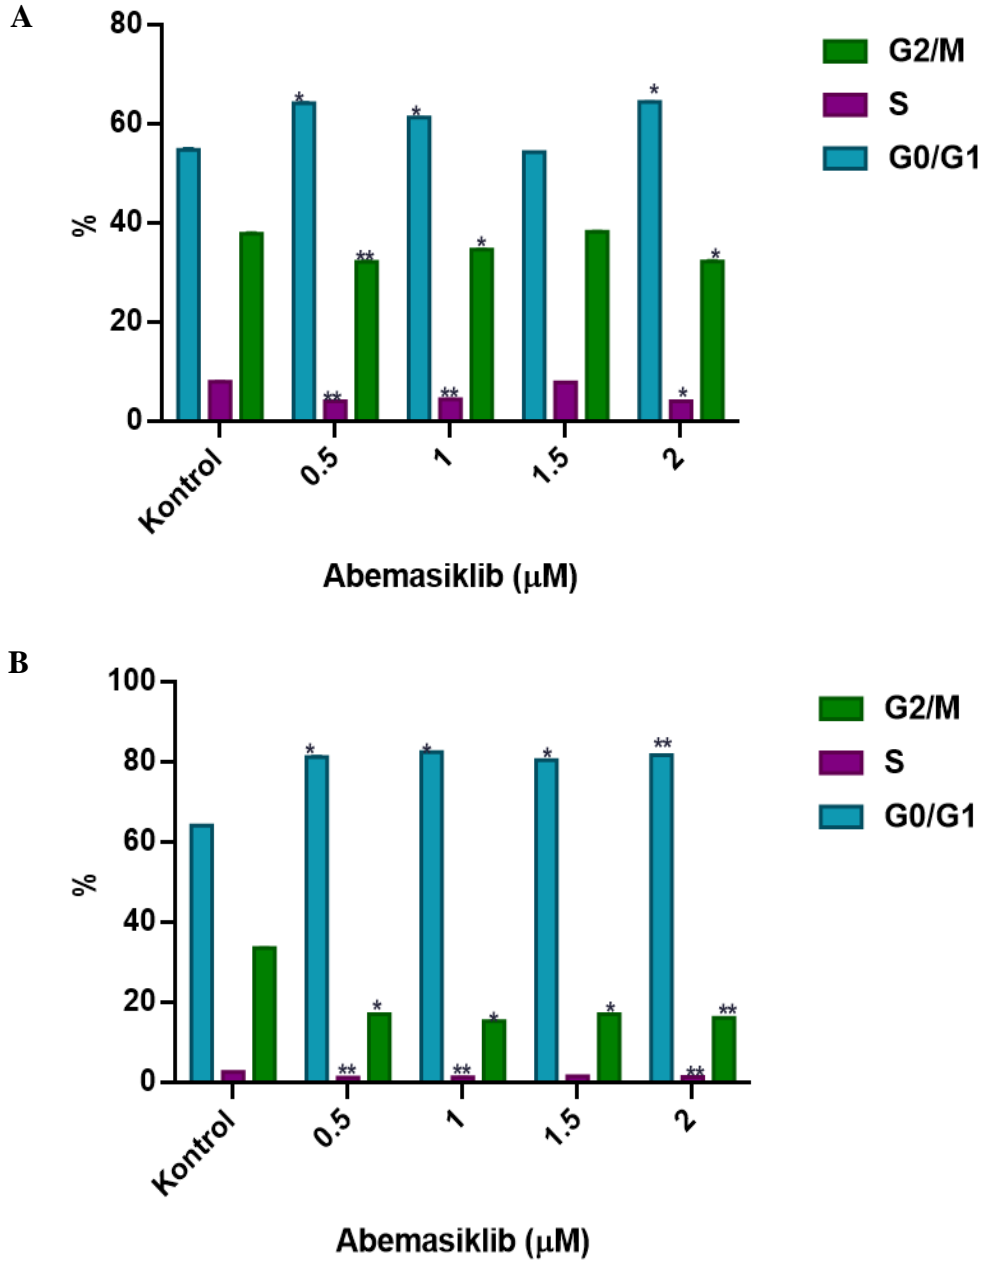 A
80
60
40
20
0
%
* ** ** * ** * * *
Kontrol 0.5 1 1.5 2
Abemasiklib (µM)
G2/M
S
G0/G1
B
100
80
60
40
20
0
%
* ** * * ** * * * ** ** **
Kontrol 0.5 1 1.5 2
Abemasiklib (µM)
G2/M
S
G0/G1